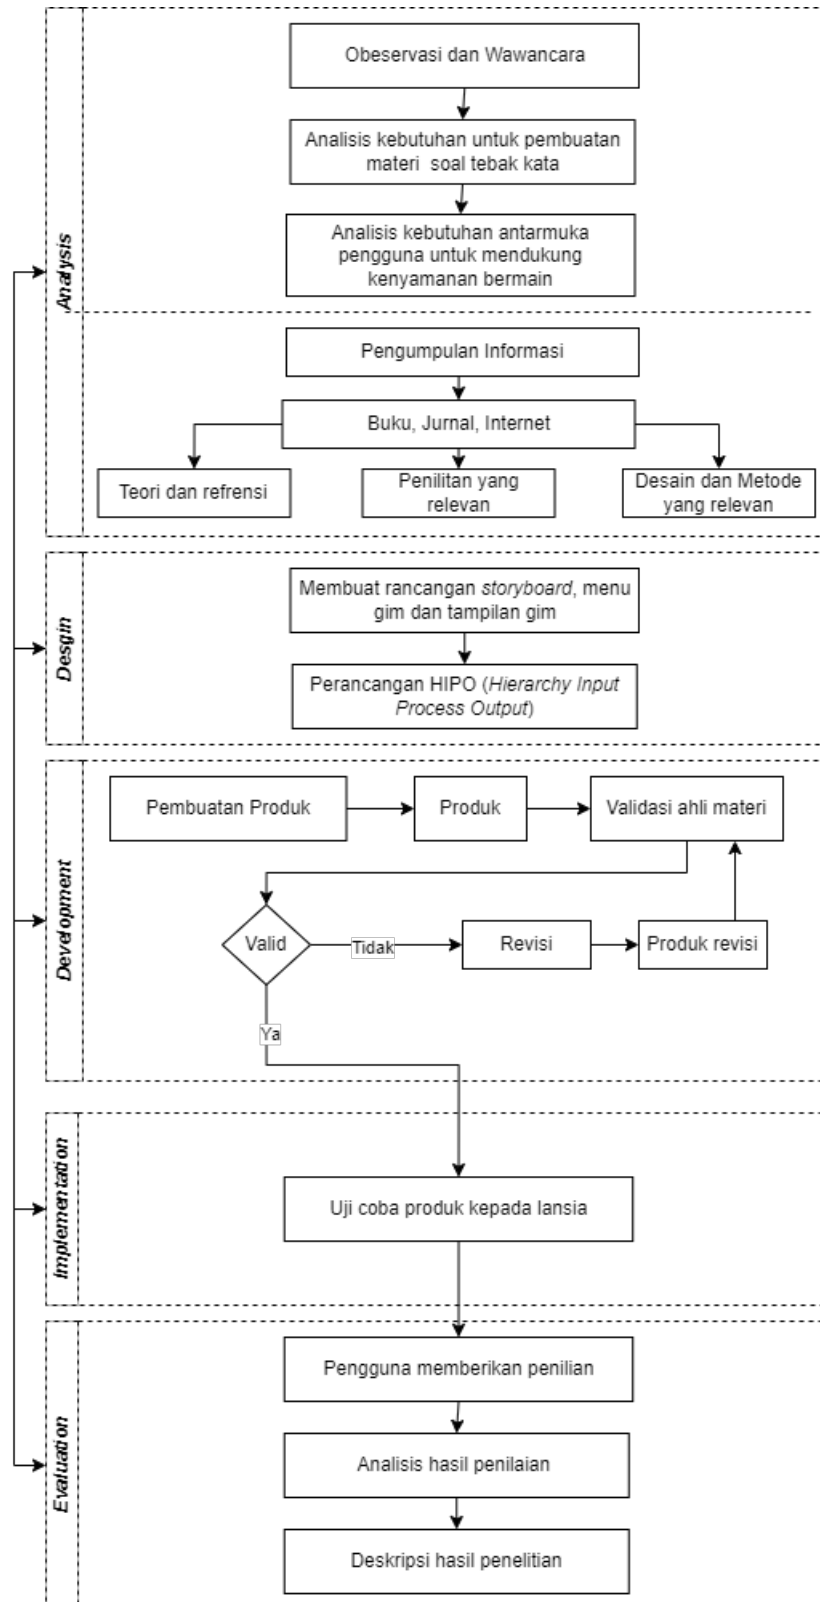 Analysis
Obeservasi dan Wawancara
Analisis kebutuhan untuk pembuatan
materi soal tebak kata
Analisis kebutuhan antarmuka
pengguna untuk mendukung
kenyamanan bermain
Pengumpulan Informasi
Buku, Jurnal, Internet
Teori dan refrensi
Penilitan yang
relevan
Desain dan Metode
yang relevan
Desgin
Membuat rancangan storyboard, menu
gim dan tampilan gim
Perancangan HIPO (Hierarchy Input
Process Output)
Development
Pembuatan Produk
Produk
Validasi ahli materi
Valid
Tidak
Revisi
Produk revisi
Ya
Implementation
Uji coba produk kepada lansia
Evaluation
Pengguna memberikan penilian
Analisis hasil penilaian
Deskripsi hasil penelitian